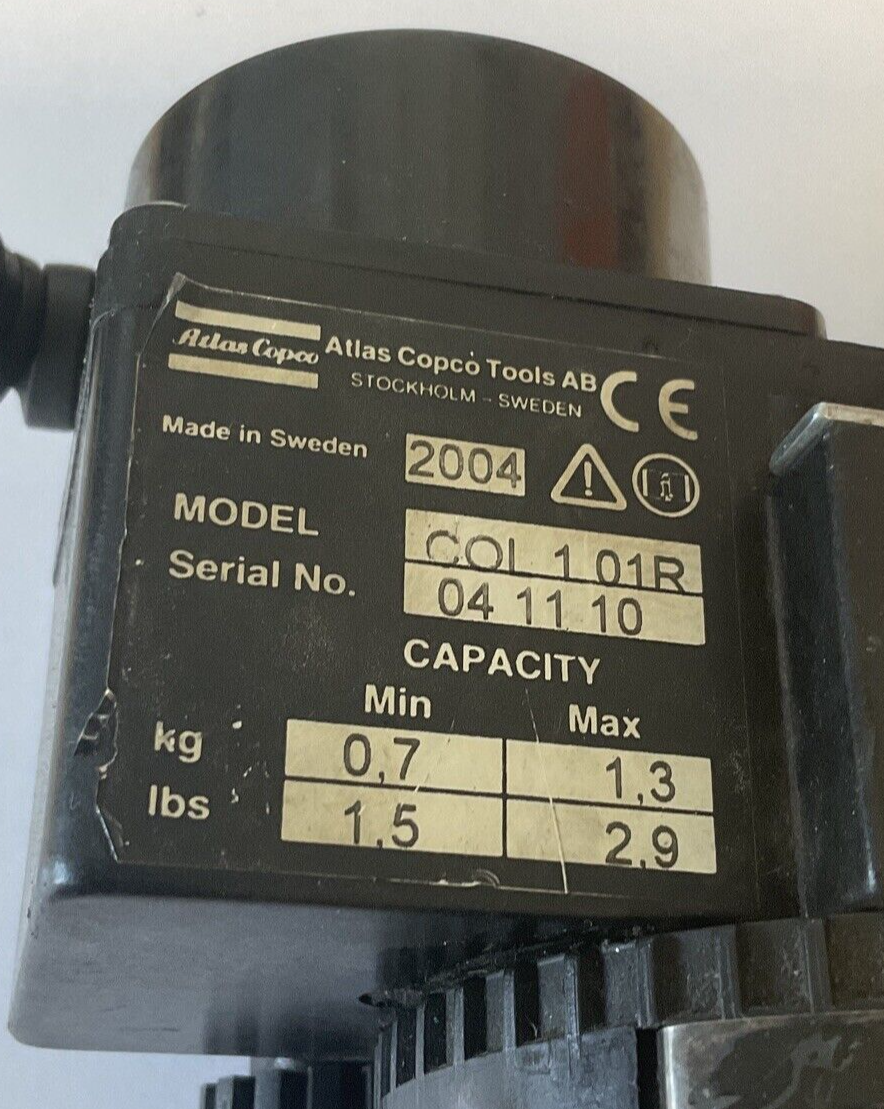 Atlas Copco Atlas Copco Tools AB CE
STOCKHOLM - SWEDEN
Made in Sweden 2004
MODEL COL 1 01R
Serial No. 04 11 10
CAPACITY
Min Max
kg 0,7 1,3
lbs 1,5 2,9